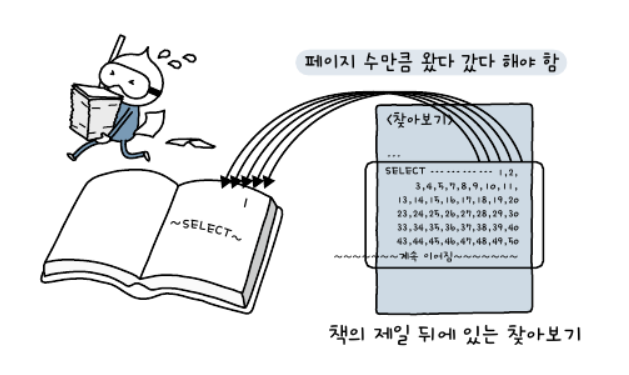 페이지 수만큼 왔다 갔다 해야 함
<찾아보기>
...
SELECT ------------ 1,2,
3,4,5,7,8,9,10,11,
13,14,15,16,17,18,19,20
23,24,25,26,27,28,29,30
33,34,35,36,37,38,39,40
43,44,45,46,47,48,49,50
~~~~~~~계속 이어짐~~~~~~~
1
~SELECT~
책의 제일 뒤에 있는 찾아보기